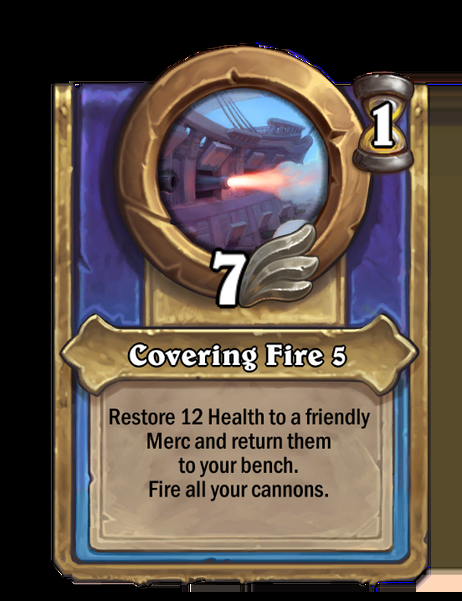 1
7
Covering Fire 5
Restore 12 Health to a friendly
Merc and return them
to your bench.
Fire all your cannons.